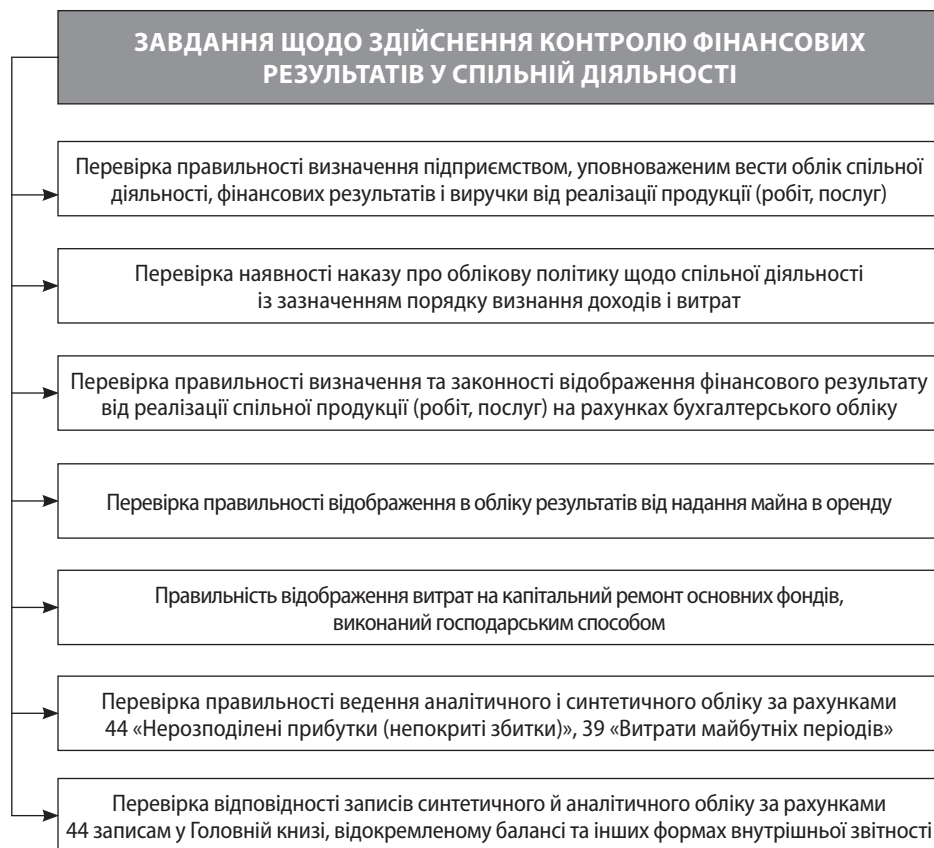 ЗАВДАННЯ ЩОДО ЗДІЙСНЕННЯ КОНТРОЛЮ ФІНАНСОВИХ
РЕЗУЛЬТАТІВ У СПІЛЬНІЙ ДІЯЛЬНОСТІ
Перевірка правильності визначення підприємством, уповноваженим вести облік спільної
діяльності, фінансових результатів і виручки від реалізації продукції (робіт, послуг)
Перевірка наявності наказу про облікову політику щодо спільної діяльності
із зазначенням порядку визнання доходів і витрат
Перевірка правильності визначення та законності відображення фінансового результату
від реалізації спільної продукції (робіт, послуг) на рахунках бухгалтерського обліку
Перевірка правильності відображення в обліку результатів від надання майна в оренду
Правильність відображення витрат на капітальний ремонт основних фондів,
виконаний господарським способом
Перевірка правильності ведення аналітичного і синтетичного обліку за рахунками
44 «Нерозподілені прибутки (непокриті збитки)», 39 «Витрати майбутніх періодів»
Перевірка відповідності записів синтетичного й аналітичного обліку за рахунками
44 записам у Головній книзі, відокремленому балансі та інших формах внутрішньої звітності